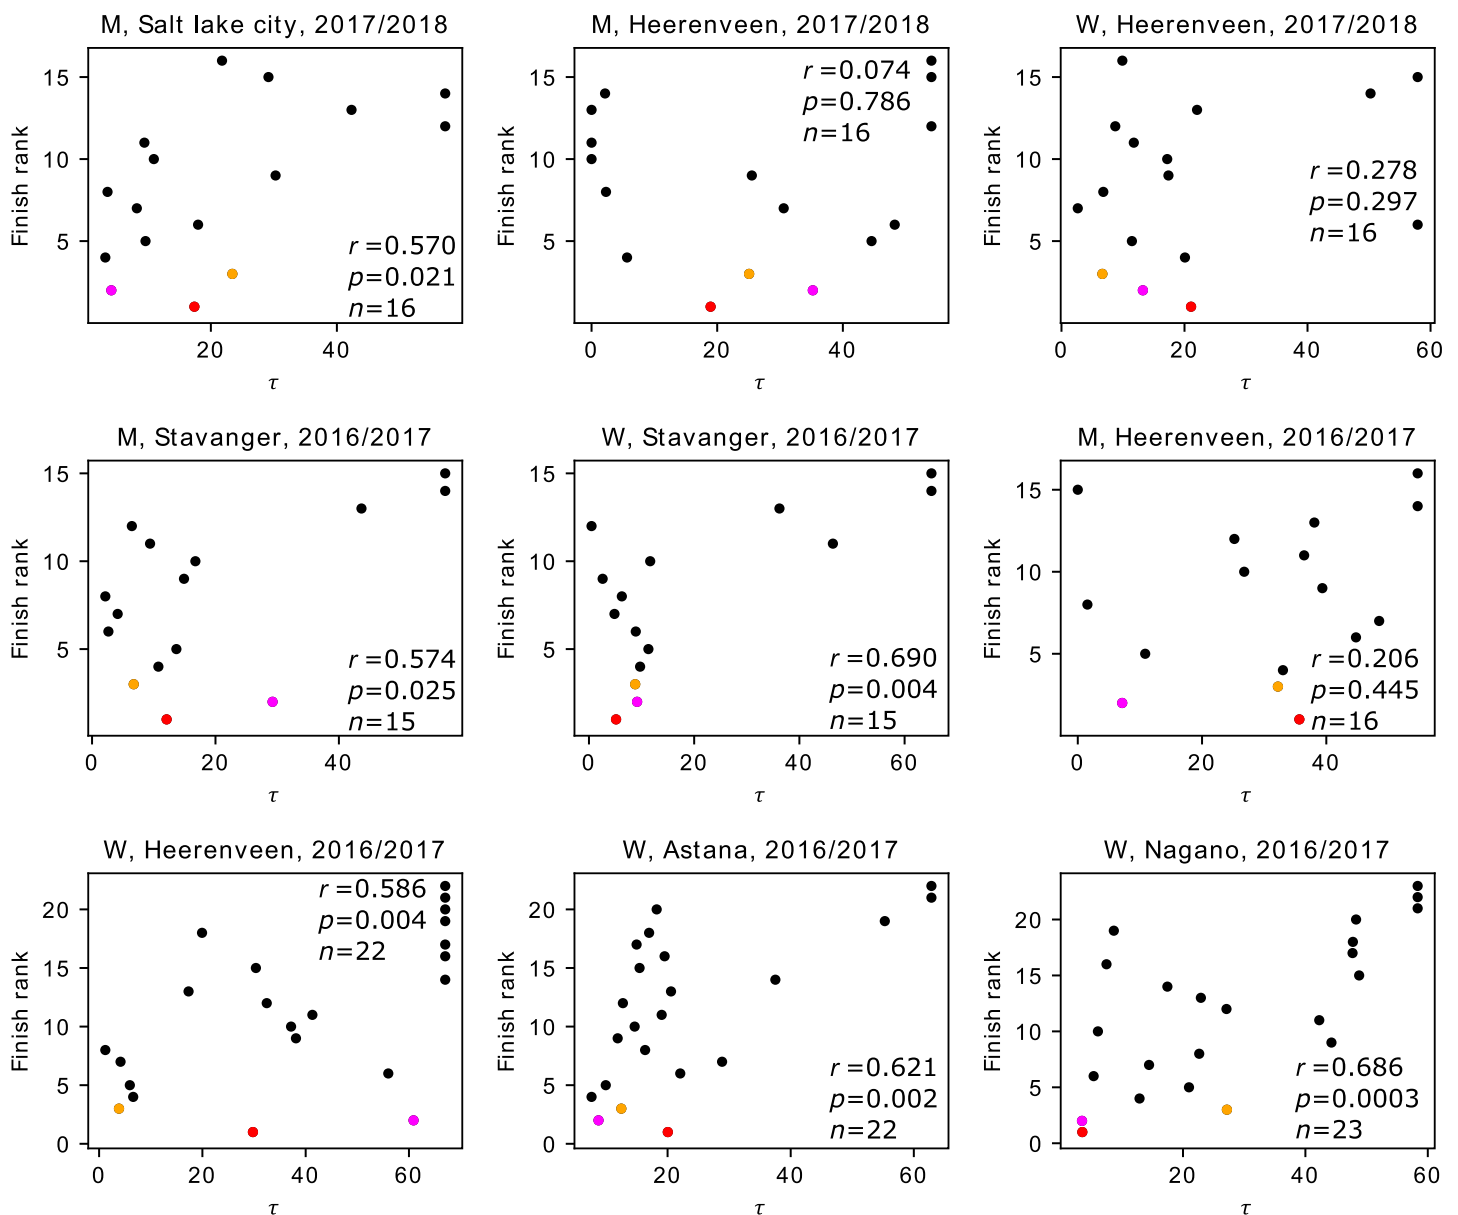 M, Salt lake city, 2017/2018
Finish rank
15
10
5
r=0.570
p=0.021
n=16
20 40
τ
M, Heerenveen, 2017/2018
Finish rank
15
10
5
r=0.074
p=0.786
n=16
0 20 40
τ
W, Heerenveen, 2017/2018
Finish rank
15
10
5
r=0.278
p=0.297
n=16
0 20 40 60
τ
M, Stavanger, 2016/2017
Finish rank
15
10
5
r=0.574
p=0.025
n=15
0 20 40
τ
W, Stavanger, 2016/2017
Finish rank
15
10
5
r=0.690
p=0.004
n=15
0 20 40 60
τ
M, Heerenveen, 2016/2017
Finish rank
15
10
5
r=0.206
p=0.445
n=16
0 20 40
τ
W, Heerenveen, 2016/2017
Finish rank
20
15
10
5
0
r=0.586
p=0.004
n=22
0 20 40 60
τ
W, Astana, 2016/2017
Finish rank
20
15
10
5
0
r=0.621
p=0.002
n=22
20 40 60
τ
W, Nagano, 2016/2017
Finish rank
20
15
10
5
0
r=0.686
p=0.0003
n=23
20 40 60
τ